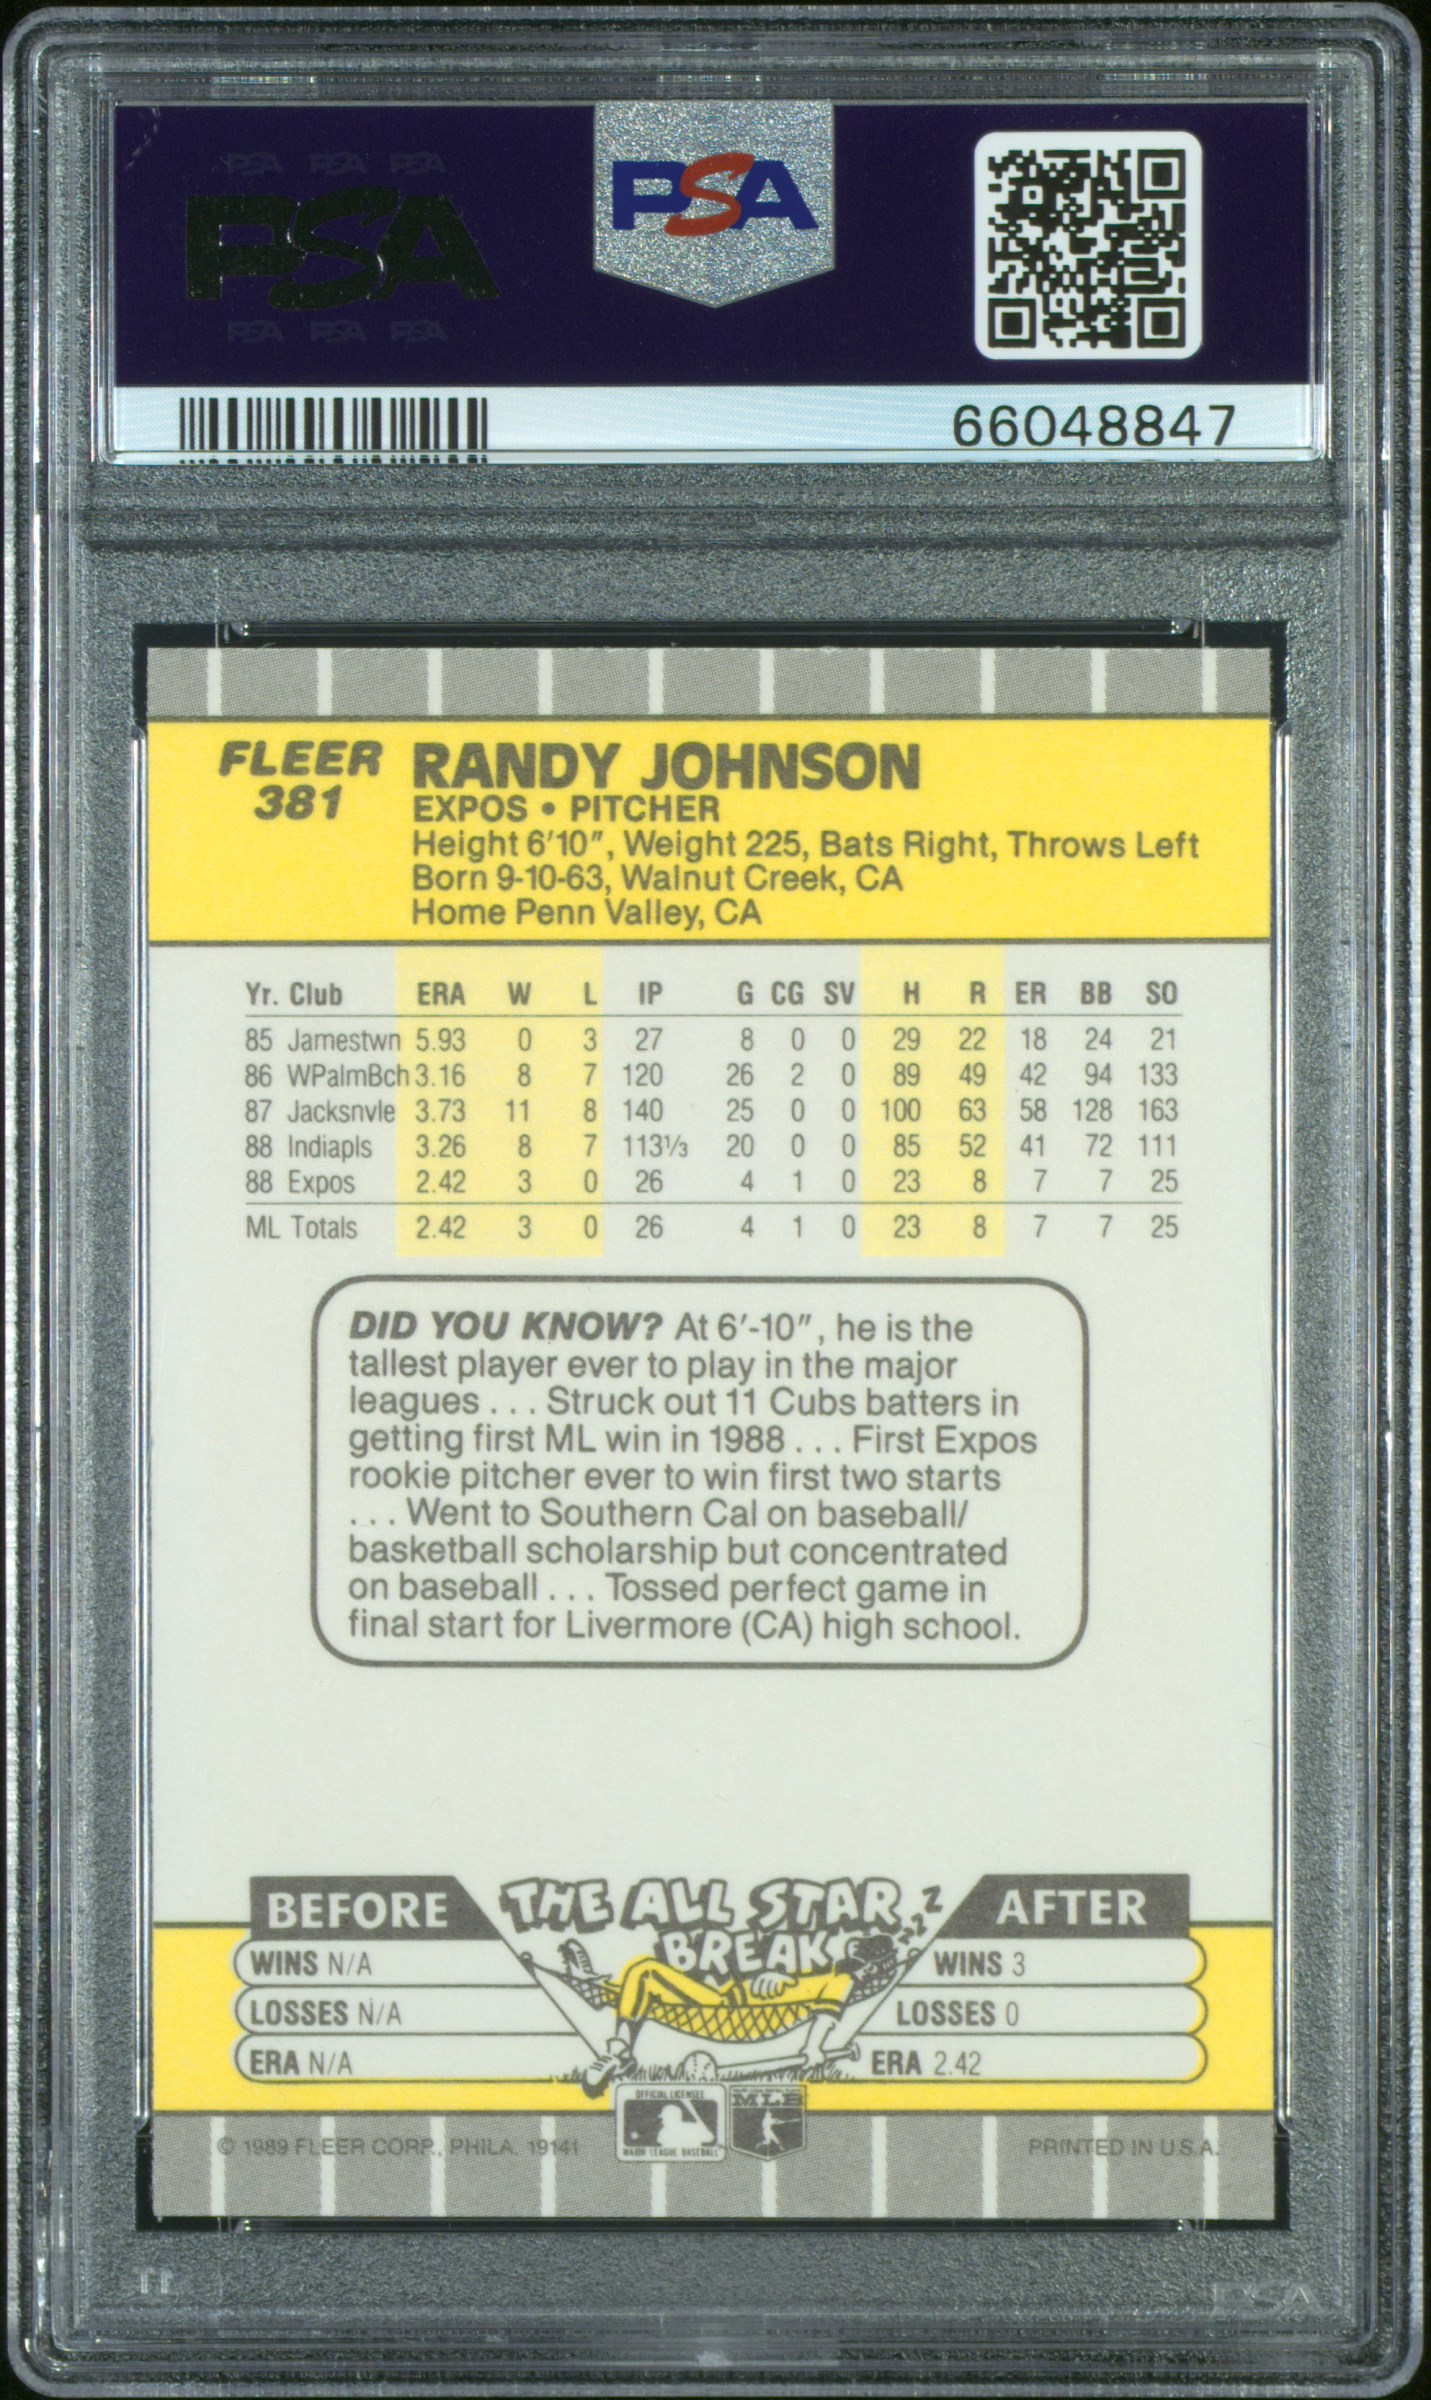 PSA PSA PSA
PSA
PSA PSA PSA
PSA
66048847
FLEER
381
RANDY JOHNSON
EXPOS • PITCHER
Height 6'10", Weight 225, Bats Right, Throws Left
Born 9-10-63, Walnut Creek, CA
Home Penn Valley, CA
Yr. Club ERA W L IP G CG SV H R ER BB SO
85 Jamestwn 5.93 0 3 27 8 0 0 29 22 18 24 21
86 WPalmBch 3.16 8 7 120 26 2 0 89 49 42 94 133
87 Jacksnvle 3.73 11 8 140 25 0 0 100 63 58 128 163
88 Indiapls 3.26 8 7 113⅓ 20 0 0 85 52 41 72 111
88 Expos 2.42 3 0 26 4 1 0 23 8 7 7 25
ML Totals 2.42 3 0 26 4 1 0 23 8 7 7 25
DID YOU KNOW? At 6'-10", he is the
tallest player ever to play in the major
leagues . . . Struck out 11 Cubs batters in
getting first ML win in 1988 . . . First Expos
rookie pitcher ever to win first two starts
. . . Went to Southern Cal on baseball/
basketball scholarship but concentrated
on baseball . . . Tossed perfect game in
final start for Livermore (CA) high school.
BEFORE THE ALL STAR BREAK AFTER
zzzZ
WINS N/A WINS 3
LOSSES N/A LOSSES 0
ERA N/A ERA 2.42
OFFICIAL LICENSEE
MAJOR LEAGUE BASEBALL
MLB
© 1989 FLEER CORP., PHILA. 19141 PRINTED IN U.S.A.
PSA